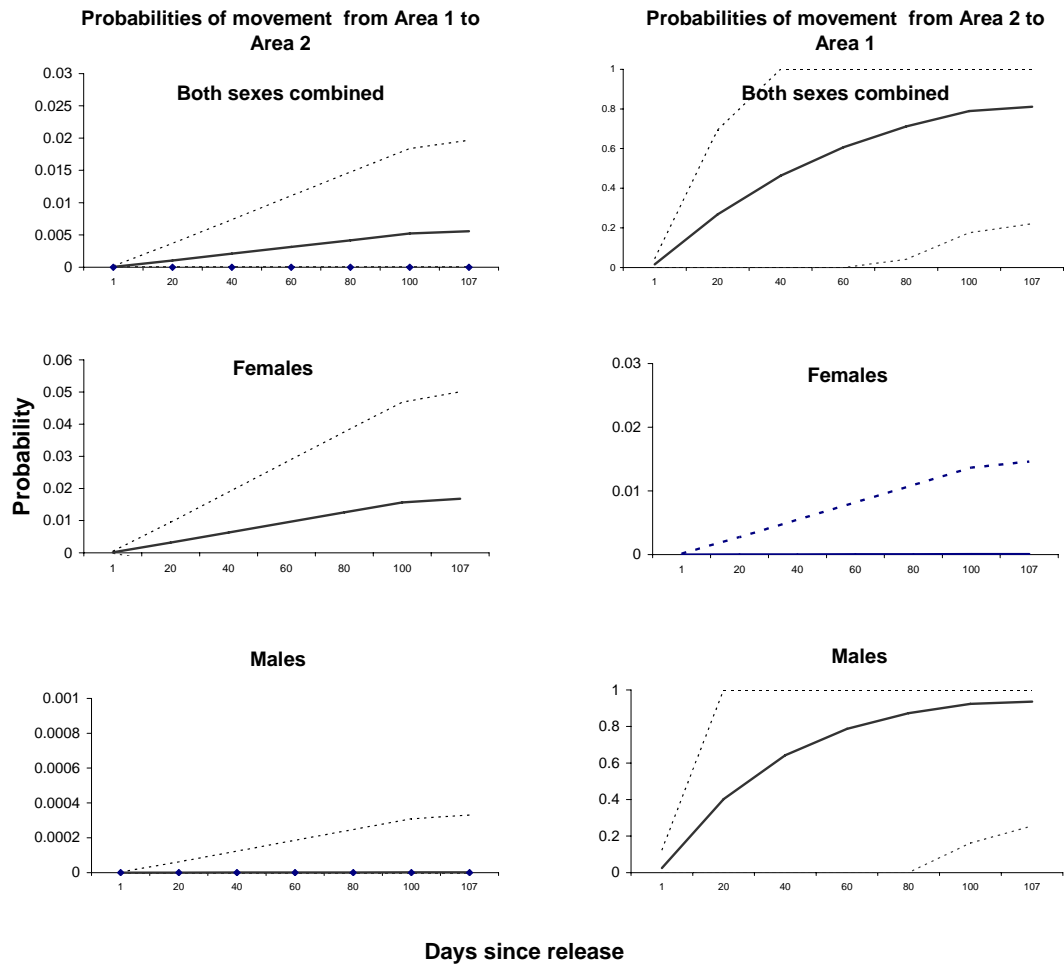 Probabilities of movement from Area 1 to
Area 2
Both sexes combined
0.03
0.025
0.02
0.015
0.01
0.005
0
1 20 40 60 80 100 107
Probabilities of movement from Area 2 to
Area 1
Both sexes combined
1
0.8
0.6
0.4
0.2
0
1 20 40 60 80 100 107
Probability
Females
0.06
0.05
0.04
0.03
0.02
0.01
0
1 20 40 60 80 100 107
Females
0.03
0.02
0.01
0
1 20 40 60 80 100 107
Males
0.001
0.0008
0.0006
0.0004
0.0002
0
1 20 40 60 80 100 107
Males
1
0.8
0.6
0.4
0.2
0
1 20 40 60 80 100 107
Days since release